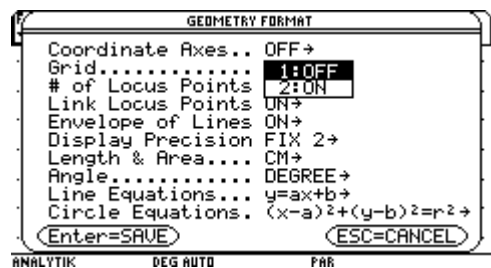 GEOMETRY FORMAT
Coordinate Axes.. OFF→
Grid............. 1:OFF
# of Locus Points 2:ON
Link Locus Points ON→
Envelope of Lines ON→
Display Precision FIX 2→
Length & Area.... CM→
Angle............ DEGREE→
Line Equations... y=ax+b→
Circle Equations. (x-a)²+(y-b)²=r²→
Enter=SAVE ESC=CANCEL
ANALYTIK DEG AUTO PAR